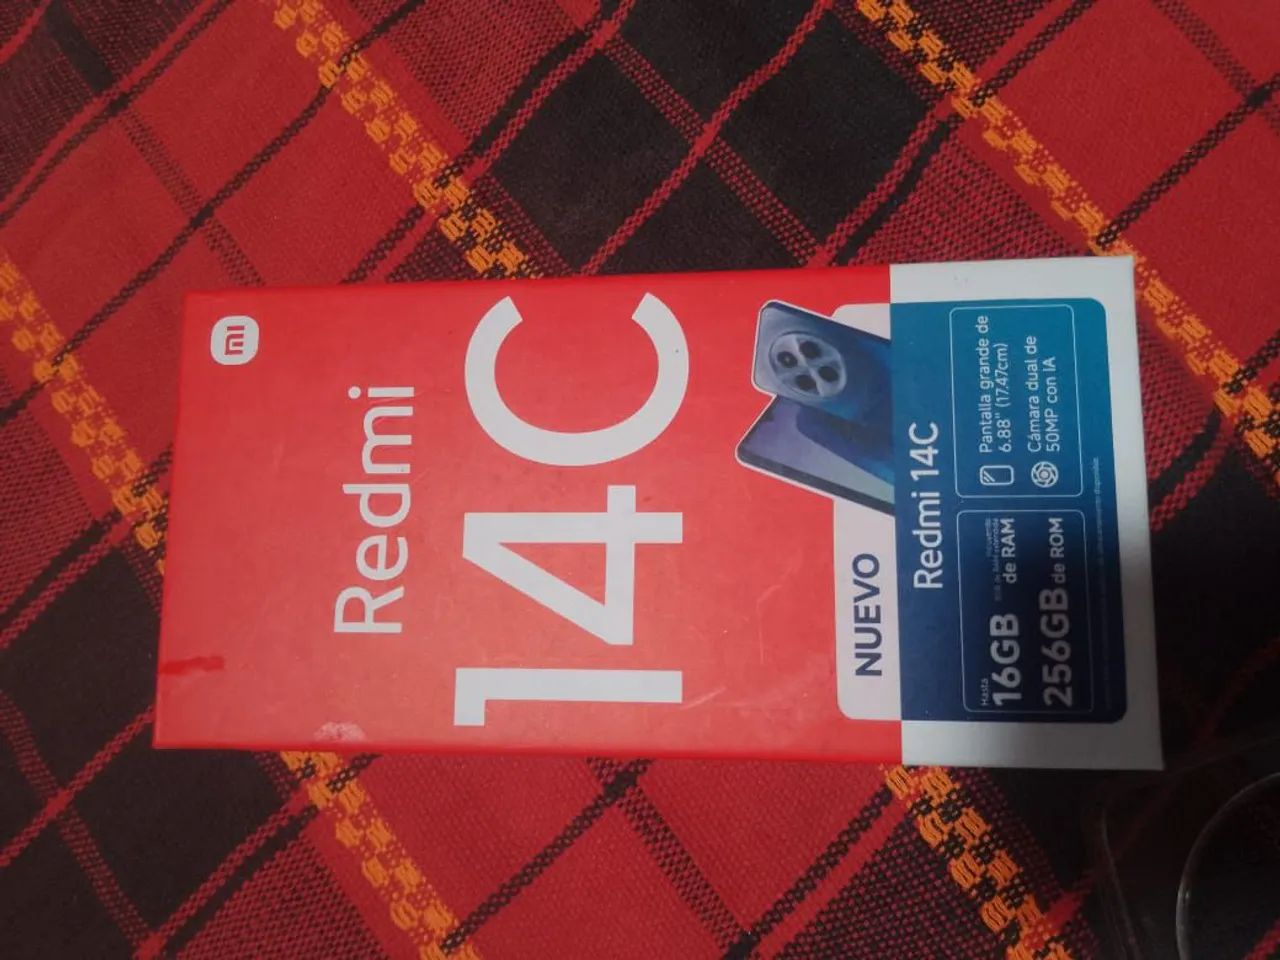 mi
Redmi
14C
NUEVO
Redmi 14C
Hasta
16GB de RAM
256GB de ROM
Pantalla grande de
6.88" (17.47cm)
Cámara dual de
50MP con IA